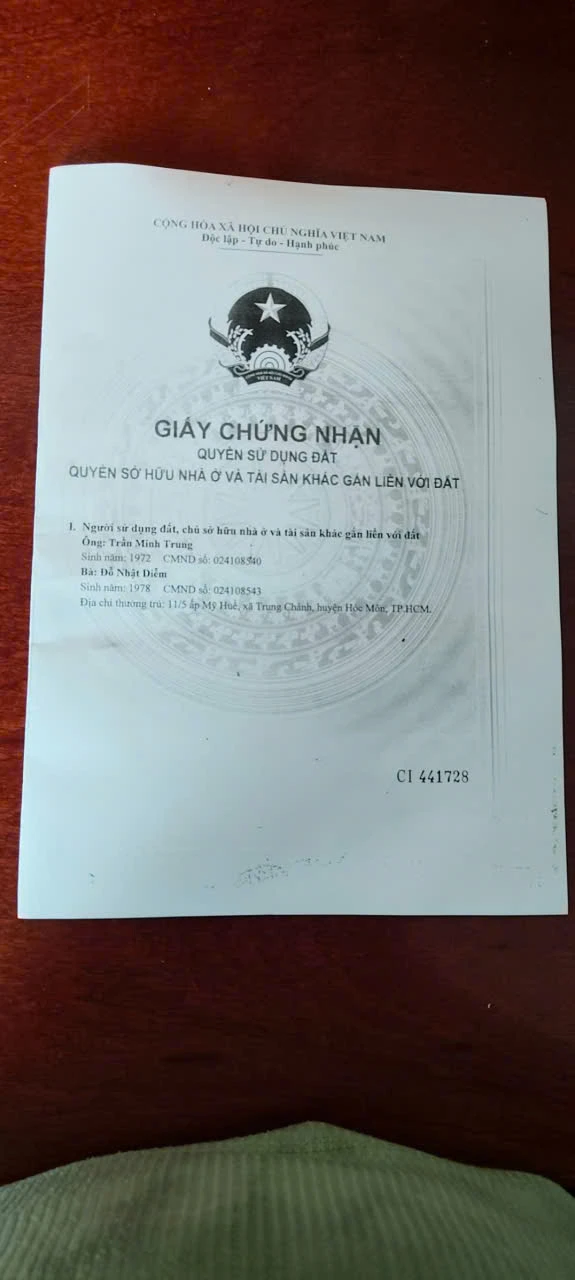 CỘNG HÒA XÃ HỘI CHỦ NGHĨA VIỆT NAM
Độc lập - Tự do - Hạnh phúc
VIỆT NAM
GIẤY CHỨNG NHẬN
QUYỀN SỬ DỤNG ĐẤT
QUYỀN SỞ HỮU NHÀ Ở VÀ TÀI SẢN KHÁC GẮN LIỀN VỚI ĐẤT
I. Người sử dụng đất, chủ sở hữu nhà ở và tài sản khác gắn liền với đất
Ông: Trần Minh Trung
Sinh năm: 1972 CMND số: 024108540
Bà: Đỗ Nhật Diễm
Sinh năm: 1978 CMND số: 024108543
Địa chỉ thường trú: 11/5 ấp Mỹ Huề, xã Trung Chánh, huyện Hóc Môn, TP.HCM.
CI 441728